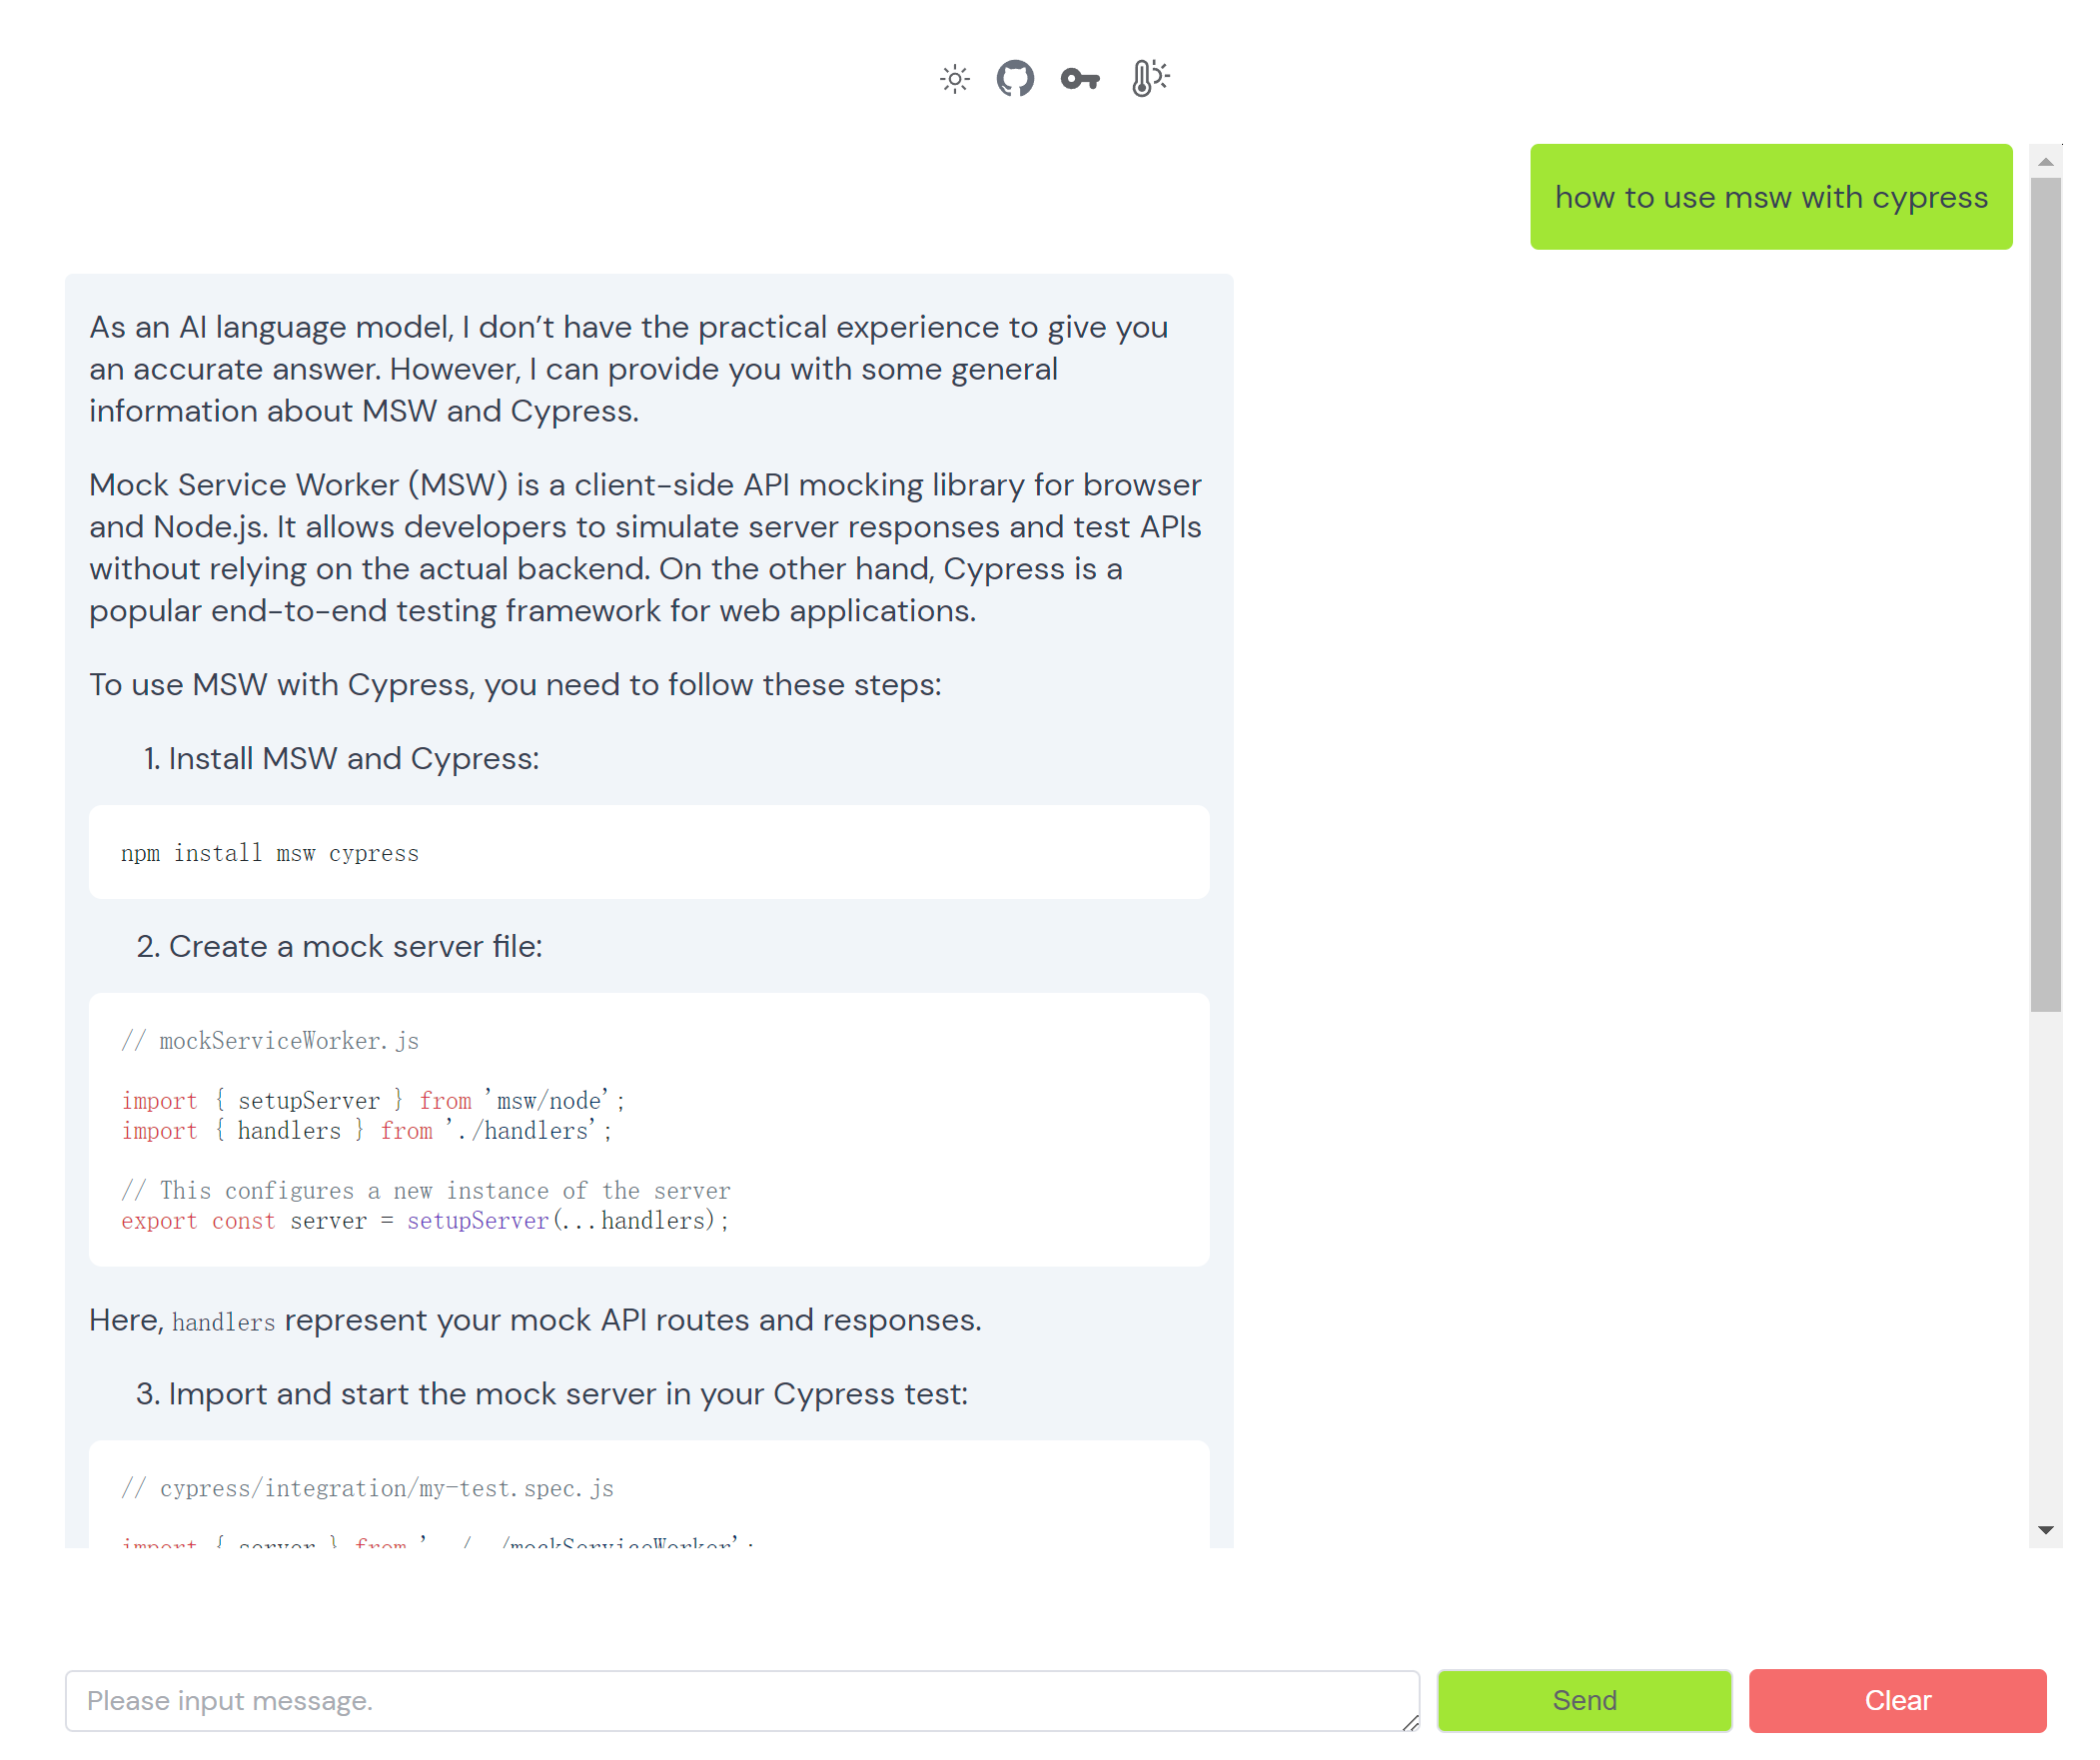 how to use msw with cypress
As an AI language model, I don’t have the practical experience to give you
an accurate answer. However, I can provide you with some general
information about MSW and Cypress.
Mock Service Worker (MSW) is a client-side API mocking library for browser
and Node.js. It allows developers to simulate server responses and test APIs
without relying on the actual backend. On the other hand, Cypress is a
popular end-to-end testing framework for web applications.
To use MSW with Cypress, you need to follow these steps:
1. Install MSW and Cypress:
npm install msw cypress
2. Create a mock server file:
// mockServiceWorker.js
import { setupServer } from 'msw/node';
import { handlers } from './handlers';
// This configures a new instance of the server
export const server = setupServer(...handlers);
Here, handlers represent your mock API routes and responses.
3. Import and start the mock server in your Cypress test:
// cypress/integration/my-test.spec.js
import { server } from '../../mockServiceWorker';
Please input message.
Send
Clear